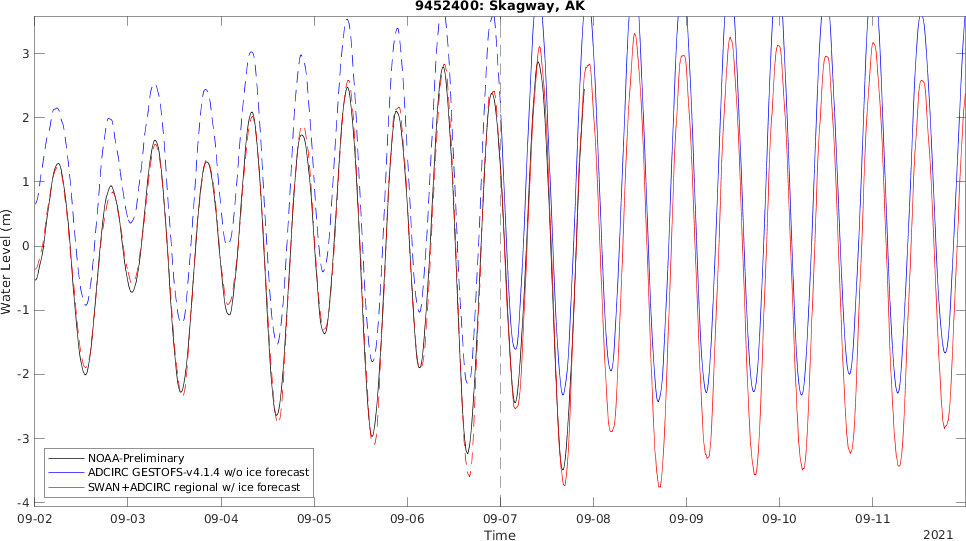 9452400: Skagway, AK
Water Level (m)
3
2
1
0
-1
-2
-3
-4
NOAA-Preliminary
ADCIRC GESTOFS-v4.1.4 w/o ice forecast
SWAN+ADCIRC regional w/ ice forecast
09-02 09-03 09-04 09-05 09-06 09-07 09-08 09-09 09-10 09-11
Time
2021